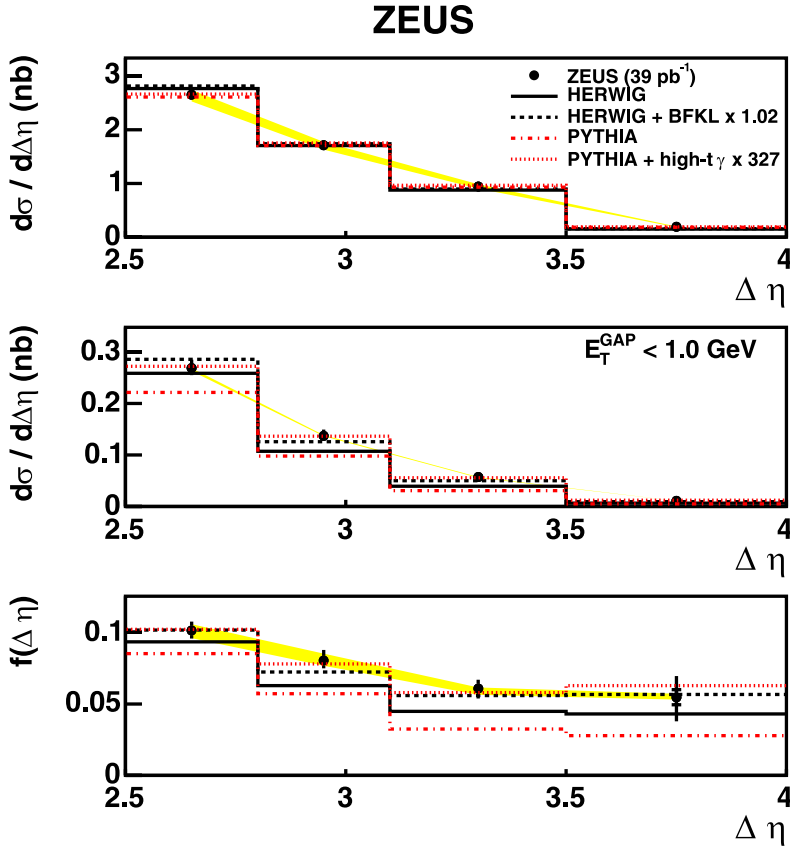 ZEUS
dσ / dΔη (nb)
3
2
1
0
ZEUS (39 pb⁻¹)
HERWIG
HERWIG + BFKL x 1.02
PYTHIA
PYTHIA + high-t γ x 327
2.5 3 3.5 4
Δ η
dσ / dΔη (nb)
0.3
0.2
0.1
0
E_T^GAP < 1.0 GeV
2.5 3 3.5 4
Δ η
f(Δ η)
0.1
0.05
0
2.5 3 3.5 4
Δ η